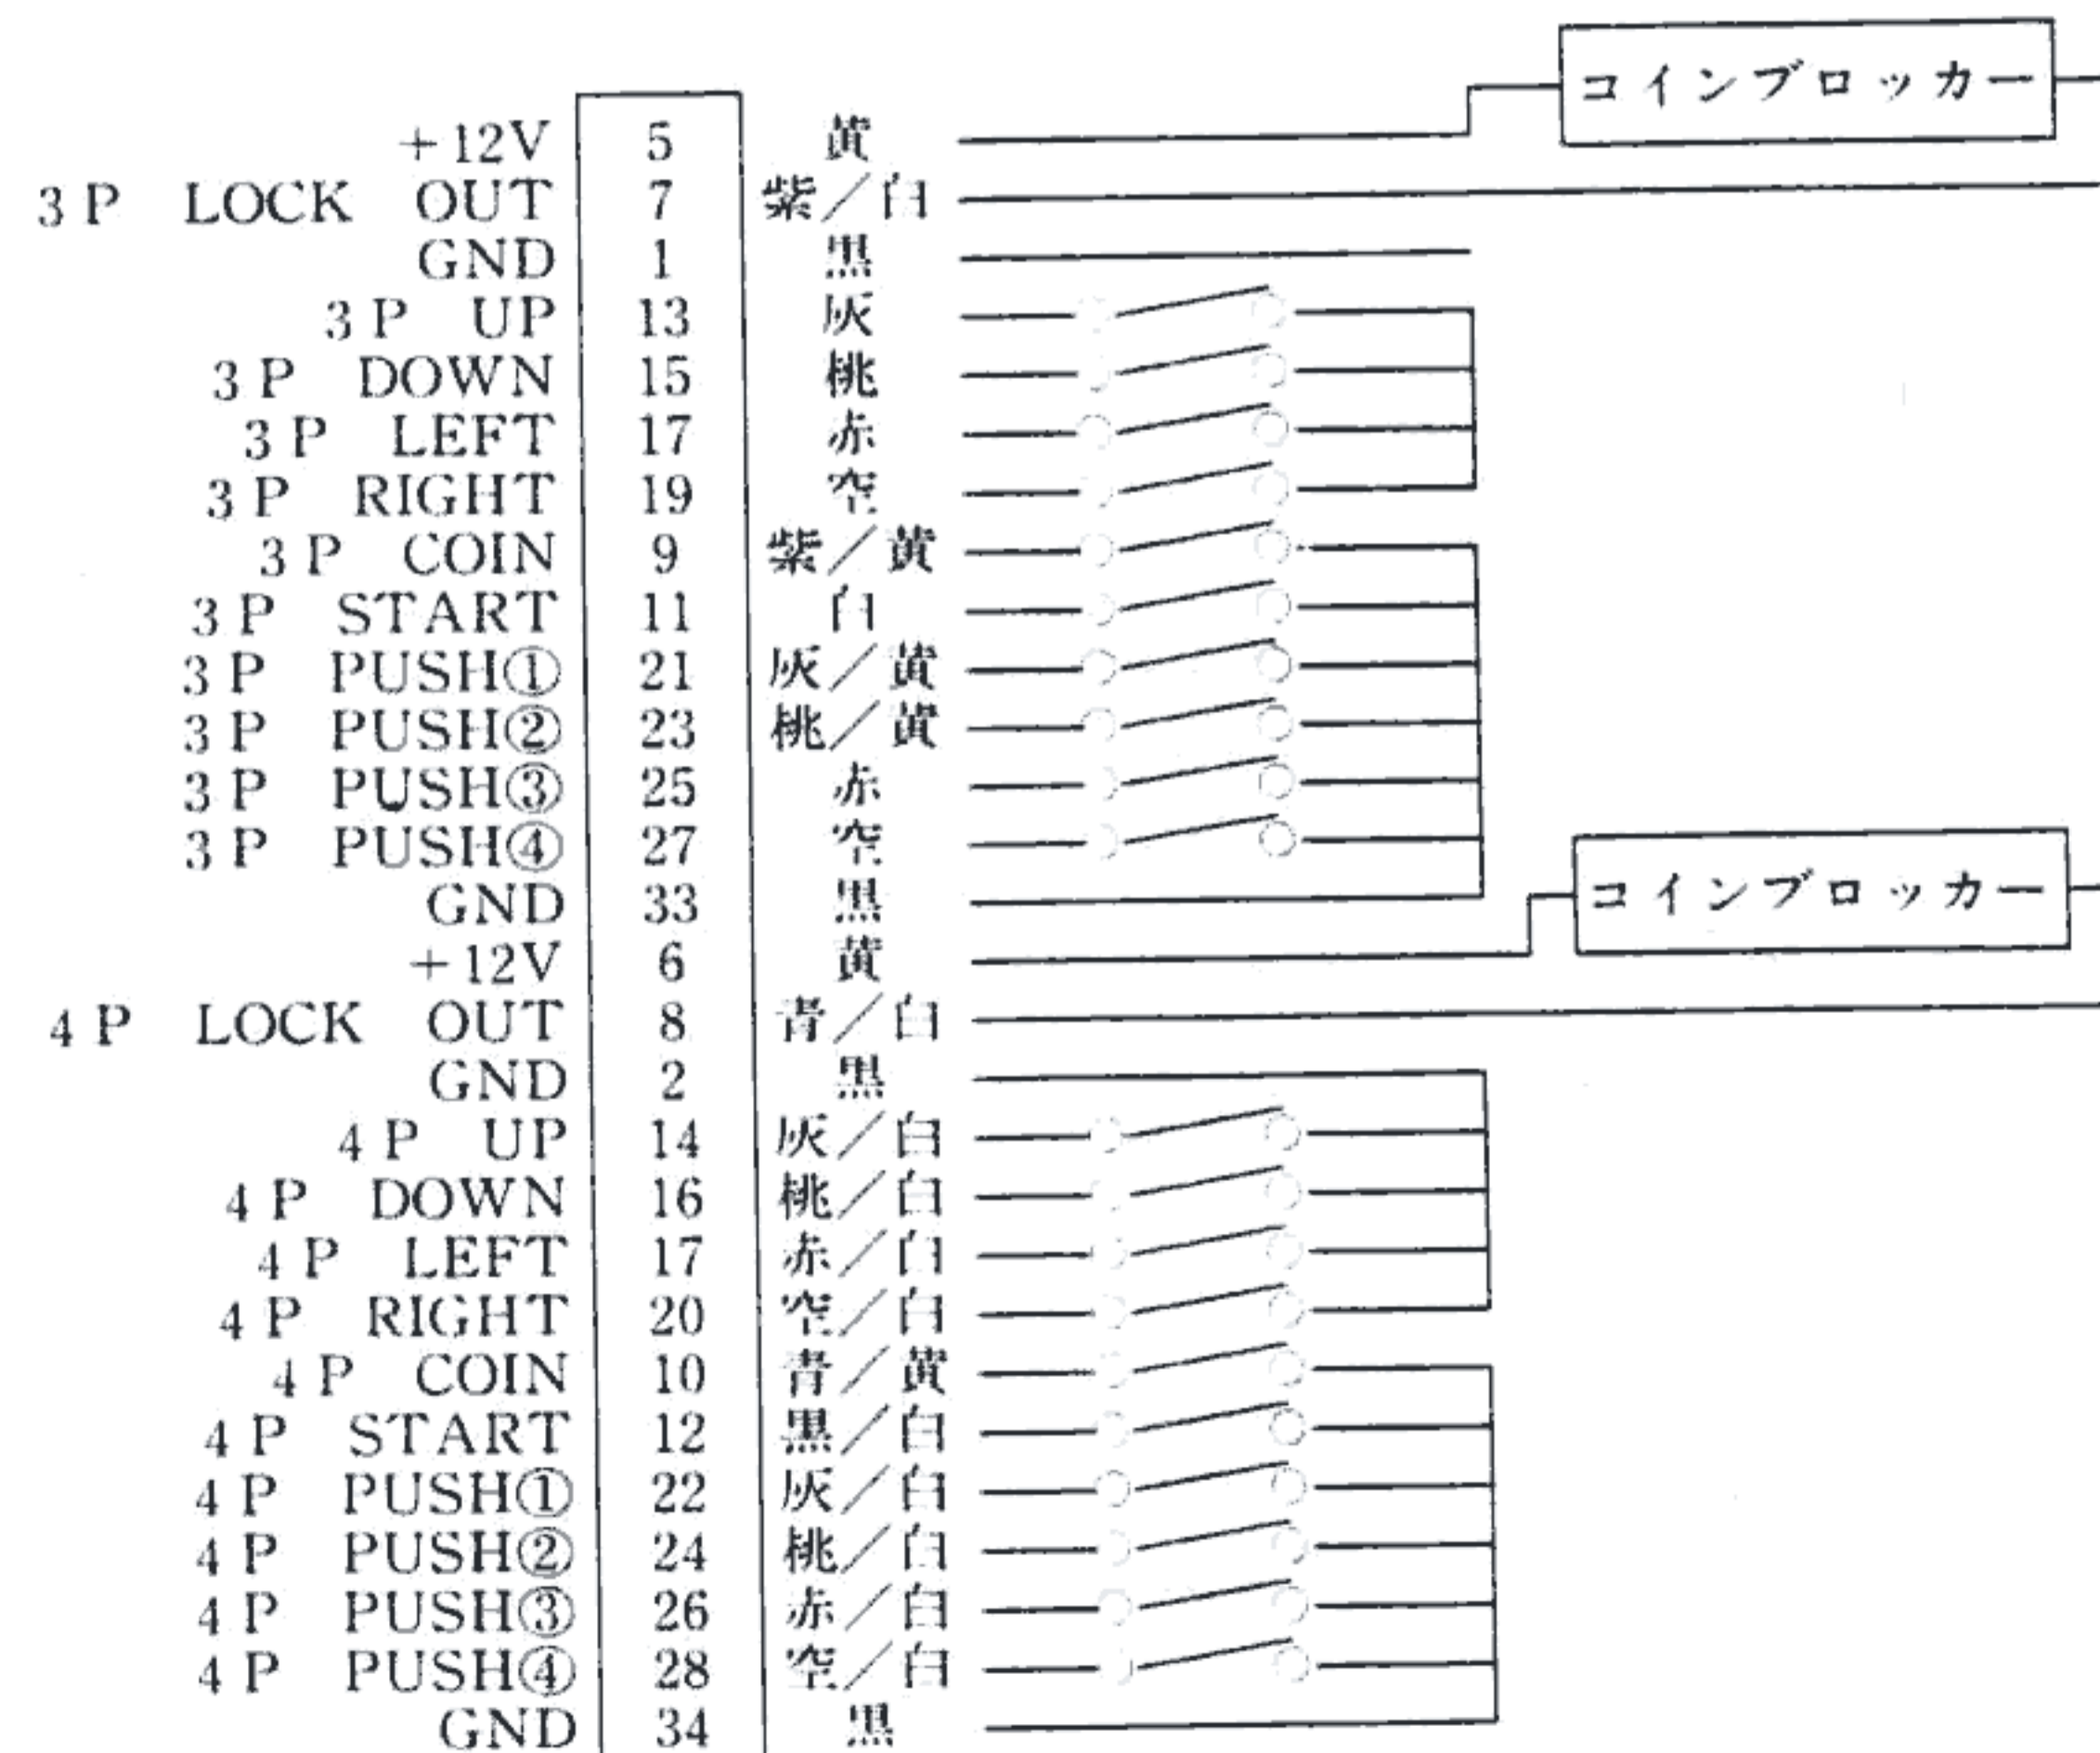 コインブロッカー
+12V 5 黄
3P LOCK OUT 7 紫/白
GND 1 黒
3P UP 13 灰
3P DOWN 15 桃
3P LEFT 17 赤
3P RIGHT 19 空
3P COIN 9 紫/黄
3P START 11 白
3P PUSH① 21 灰/黄
3P PUSH② 23 桃/黄
3P PUSH③ 25 赤
3P PUSH④ 27 空
コインブロッカー
GND 33 黒
+12V 6 黄
4P LOCK OUT 8 青/白
GND 2 黒
4P UP 14 灰/白
4P DOWN 16 桃/白
4P LEFT 17 赤/白
4P RIGHT 20 空/白
4P COIN 10 青/黄
4P START 12 黒/白
4P PUSH① 22 灰/白
4P PUSH② 24 桃/白
4P PUSH③ 26 赤/白
4P PUSH④ 28 空/白
GND 34 黒